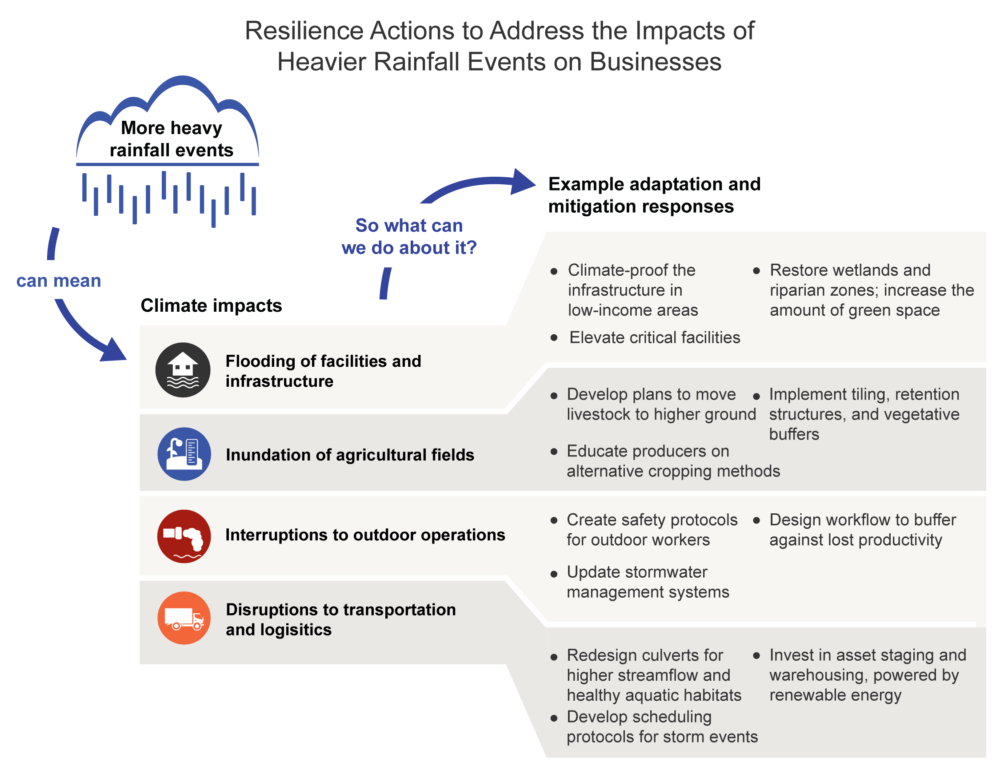 Resilience Actions to Address the Impacts of
Heavier Rainfall Events on Businesses
More heavy
rainfall events
can mean
So what can
we do about it?
Climate impacts
Example adaptation and
mitigation responses
Flooding of facilities and
infrastructure
• Climate-proof the
infrastructure in
low-income areas
• Elevate critical facilities
• Restore wetlands and
riparian zones; increase the
amount of green space
Inundation of agricultural fields
• Develop plans to move
livestock to higher ground
• Educate producers on
alternative cropping methods
• Implement tiling, retention
structures, and vegetative
buffers
Interruptions to outdoor operations
• Create safety protocols
for outdoor workers
• Update stormwater
management systems
• Design workflow to buffer
against lost productivity
Disruptions to transportation
and logisitics
• Redesign culverts for
higher streamflow and
healthy aquatic habitats
• Develop scheduling
protocols for storm events
• Invest in asset staging and
warehousing, powered by
renewable energy